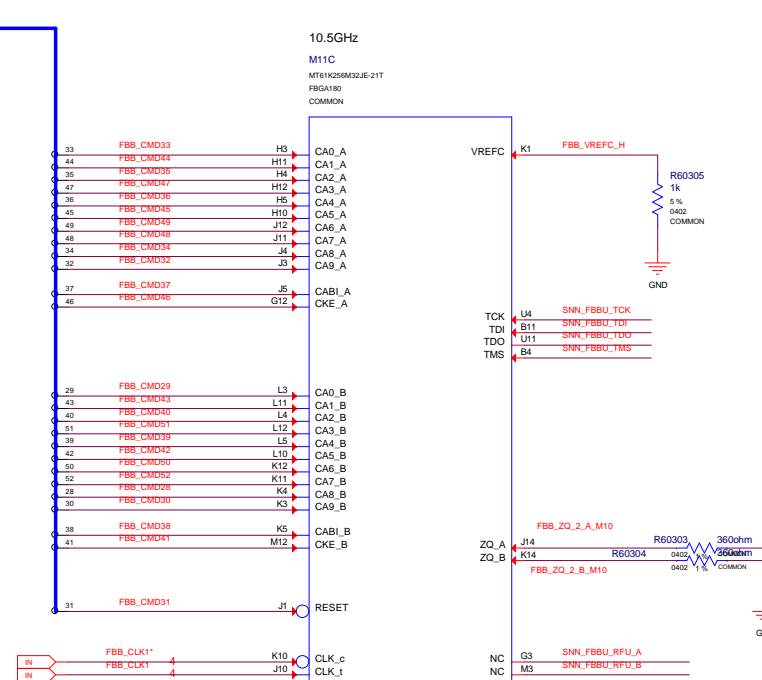 10.5GHz
M11C
MT61K256M32JE-21T
FBGA180
COMMON
33 FBB_CMD33 H3 CA0_A
44 FBB_CMD44 H11 CA1_A
35 FBB_CMD35 H4 CA2_A
47 FBB_CMD47 H12 CA3_A
36 FBB_CMD36 H5 CA4_A
45 FBB_CMD45 H10 CA5_A
49 FBB_CMD49 J12 CA6_A
48 FBB_CMD48 J11 CA7_A
34 FBB_CMD34 J4 CA8_A
32 FBB_CMD32 J3 CA9_A
37 FBB_CMD37 J5 CABI_A
46 FBB_CMD46 G12 CKE_A
VREFC K1 FBB_VREFC_H
R60305
1k
5 %
0402
COMMON
GND
TCK U4 SNN_FBBU_TCK
TDI B11 SNN_FBBU_TDI
TDO U11 SNN_FBBU_TDO
TMS B4 SNN_FBBU_TMS
29 FBB_CMD29 L3 CA0_B
43 FBB_CMD43 L11 CA1_B
40 FBB_CMD40 L4 CA2_B
51 FBB_CMD51 L12 CA3_B
39 FBB_CMD39 L5 CA4_B
42 FBB_CMD42 L10 CA5_B
50 FBB_CMD50 K12 CA6_B
52 FBB_CMD52 K11 CA7_B
28 FBB_CMD28 K4 CA8_B
30 FBB_CMD30 K3 CA9_B
38 FBB_CMD38 K5 CABI_B
41 FBB_CMD41 M12 CKE_B
FBB_ZQ_2_A_M10
ZQ_A J14 R60303 360ohm
0402 1 %
ZQ_B K14 R60304 360ohm
FBB_ZQ_2_B_M10 0402 1 % COMMON
31 FBB_CMD31 J1 RESET
IN FBB_CLK1* 4 K10 CLK_c
IN FBB_CLK1 4 J10 CLK_t
NC G3 SNN_FBBU_RFU_A
NC M3 SNN_FBBU_RFU_B